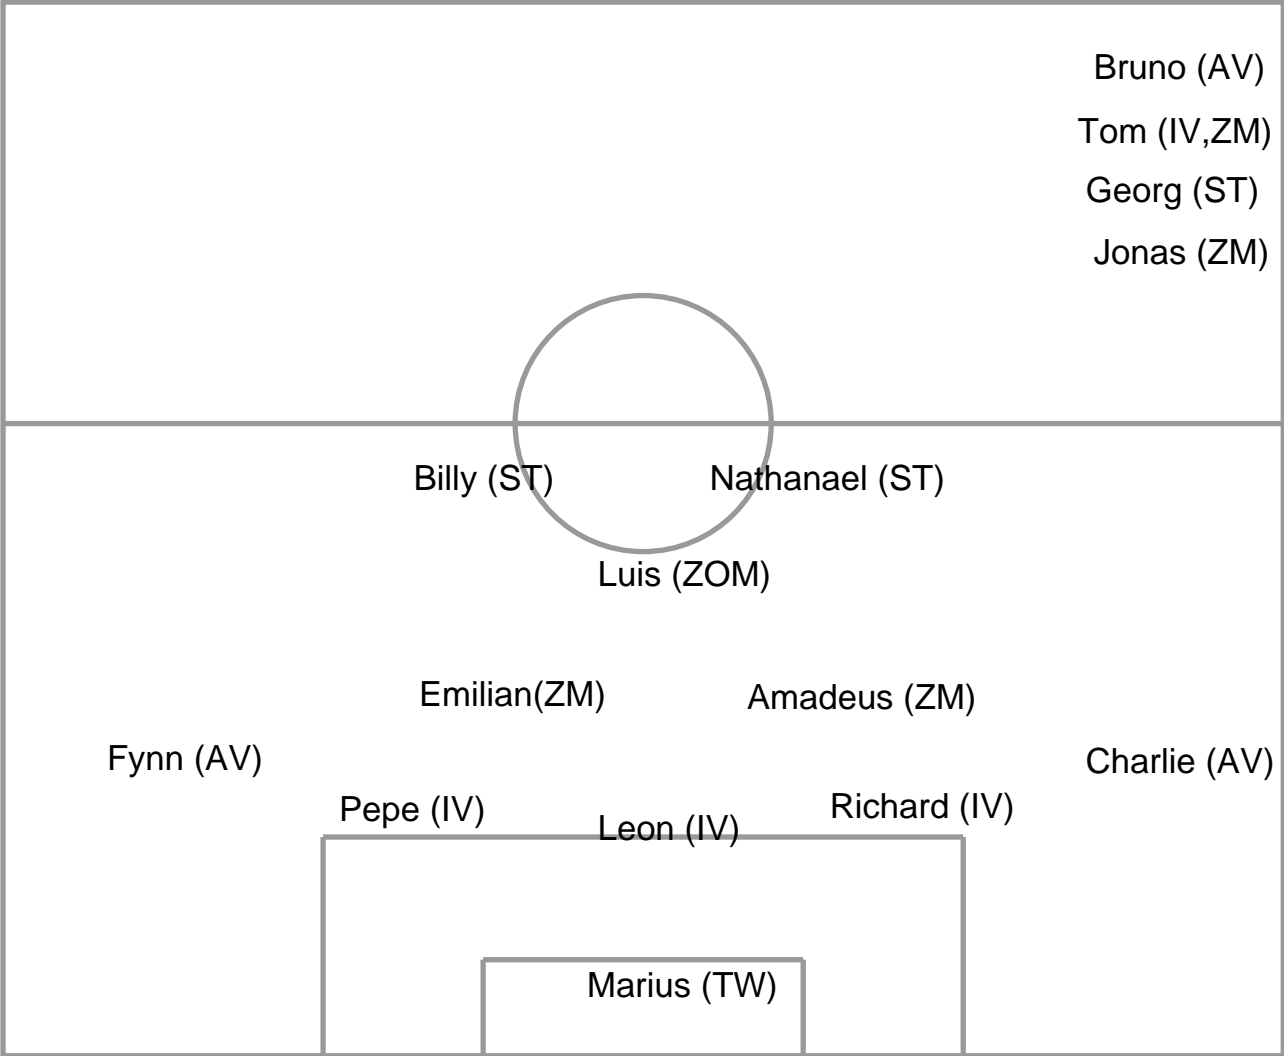 Bruno (AV)
Tom (IV,ZM)
Georg (ST)
Jonas (ZM)
Billy (ST)
Nathanael (ST)
Luis (ZOM)
Emilian(ZM)
Amadeus (ZM)
Fynn (AV)
Charlie (AV)
Pepe (IV)
Richard (IV)
Leon (IV)
Marius (TW)